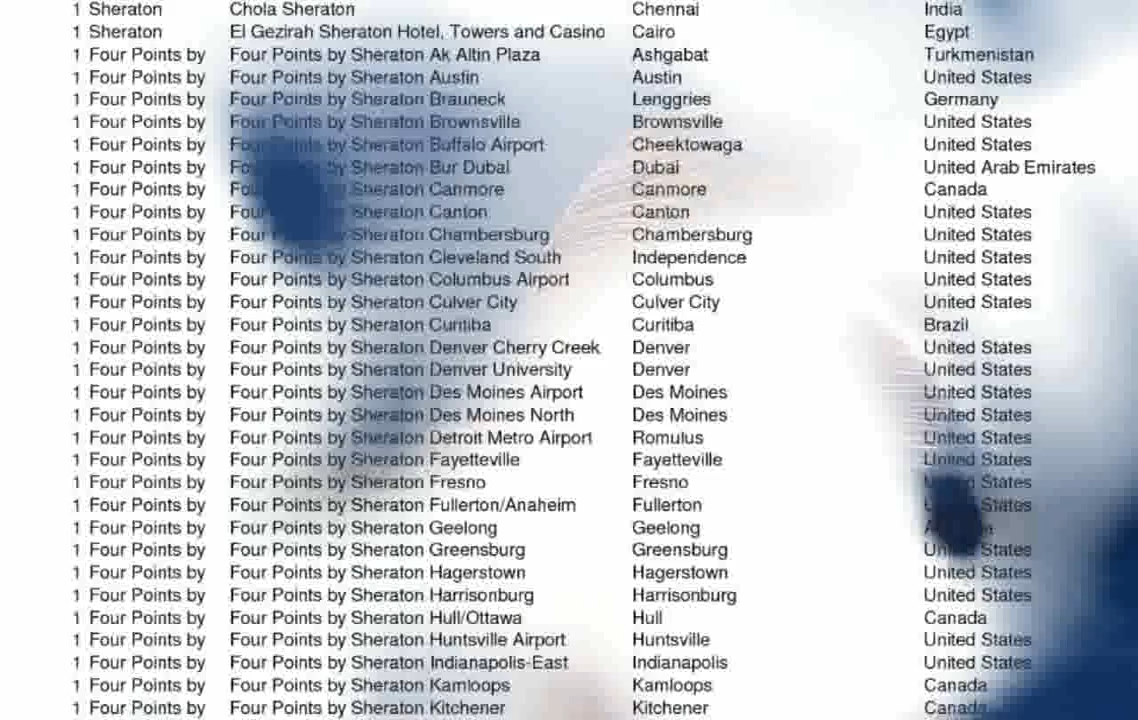 1 Sheraton Chola Sheraton Chennai India
1 Sheraton El Gezirah Sheraton Hotel, Towers and Casino Cairo Egypt
1 Four Points by Four Points by Sheraton Ak Altin Plaza Ashgabat Turkmenistan
1 Four Points by Four Points by Sheraton Austin Austin United States
1 Four Points by Four Points by Sheraton Brauneck Lenggries Germany
1 Four Points by Four Points by Sheraton Brownsville Brownsville United States
1 Four Points by Four Points by Sheraton Buffalo Airport Cheektowaga United States
1 Four Points by Four by Sheraton Bur Dubai Dubai United Arab Emirates
1 Four Points by Four Sheraton Canmore Canmore Canada
1 Four Points by Four Sheraton Canton Canton United States
1 Four Points by Four Sheraton Chambersburg Chambersburg United States
1 Four Points by Four Points by Sheraton Cleveland South Independence United States
1 Four Points by Four Points by Sheraton Columbus Airport Columbus United States
1 Four Points by Four Points by Sheraton Culver City Culver City United States
1 Four Points by Four Points by Sheraton Curitiba Curitiba Brazil
1 Four Points by Four Points by Sheraton Denver Cherry Creek Denver United States
1 Four Points by Four Points by Sheraton Denver University Denver United States
1 Four Points by Four Points by Sheraton Des Moines Airport Des Moines United States
1 Four Points by Four Points by Sheraton Des Moines North Des Moines United States
1 Four Points by Four Points by Sheraton Detroit Metro Airport Romulus United States
1 Four Points by Four Points by Sheraton Fayetteville Fayetteville United States
1 Four Points by Four Points by Sheraton Fresno Fresno United States
1 Four Points by Four Points by Sheraton Fullerton/Anaheim Fullerton States
1 Four Points by Four Points by Sheraton Geelong Geelong
1 Four Points by Four Points by Sheraton Greensburg Greensburg United States
1 Four Points by Four Points by Sheraton Hagerstown Hagerstown United States
1 Four Points by Four Points by Sheraton Harrisonburg Harrisonburg United States
1 Four Points by Four Points by Sheraton Hull/Ottawa Hull Canada
1 Four Points by Four Points by Sheraton Huntsville Airport Huntsville United States
1 Four Points by Four Points by Sheraton Indianapolis-East Indianapolis United States
1 Four Points by Four Points by Sheraton Kamloops Kamloops Canada
1 Four Points by Four Points by Sheraton Kitchener Kitchener Canada